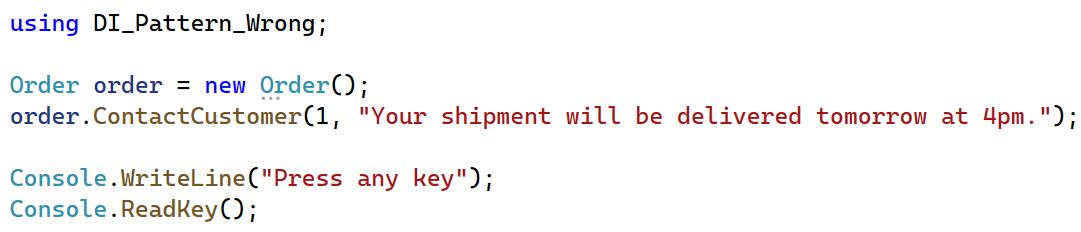 using DI_Pattern_Wrong;
Order order = new Order();
order.ContactCustomer(1, "Your shipment will be delivered tomorrow at 4pm.");
Console.WriteLine("Press any key");
Console.ReadKey();